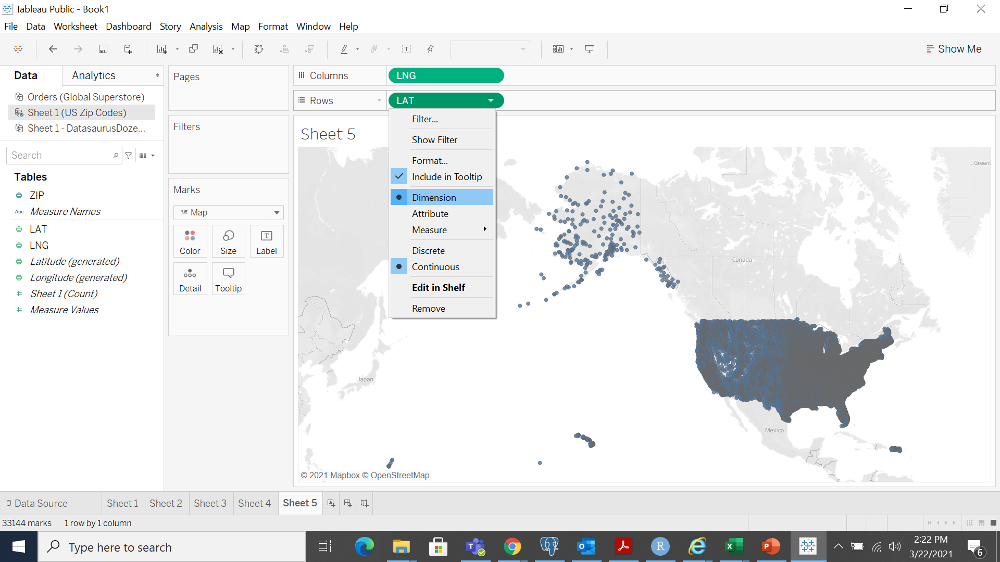 Tableau Public - Book1
File Data Worksheet Dashboard Story Analysis Map Format Window Help
Show Me
Data Analytics
Orders (Global Superstore)
Sheet 1 (US Zip Codes)
Sheet 1 - DatasaurusDoze...
Search
Tables
ZIP
Abc Measure Names
LAT
LNG
Latitude (generated)
Longitude (generated)
# Sheet 1 (Count)
# Measure Values
Pages
Filters
Marks
Map
Color Size Label
Detail Tooltip
Columns LNG
Rows LAT
Sheet 5
Filter...
Show Filter
Format...
Include in Tooltip
Dimension
Attribute
Measure
Discrete
Continuous
Edit in Shelf
Remove
Greenl
Canada
Japan
Mexico
© 2021 Mapbox © OpenStreetMap
Data Source Sheet 1 Sheet 2 Sheet 3 Sheet 4 Sheet 5
33144 marks 1 row by 1 column
Type here to search
2:22 PM
3/22/2021
6